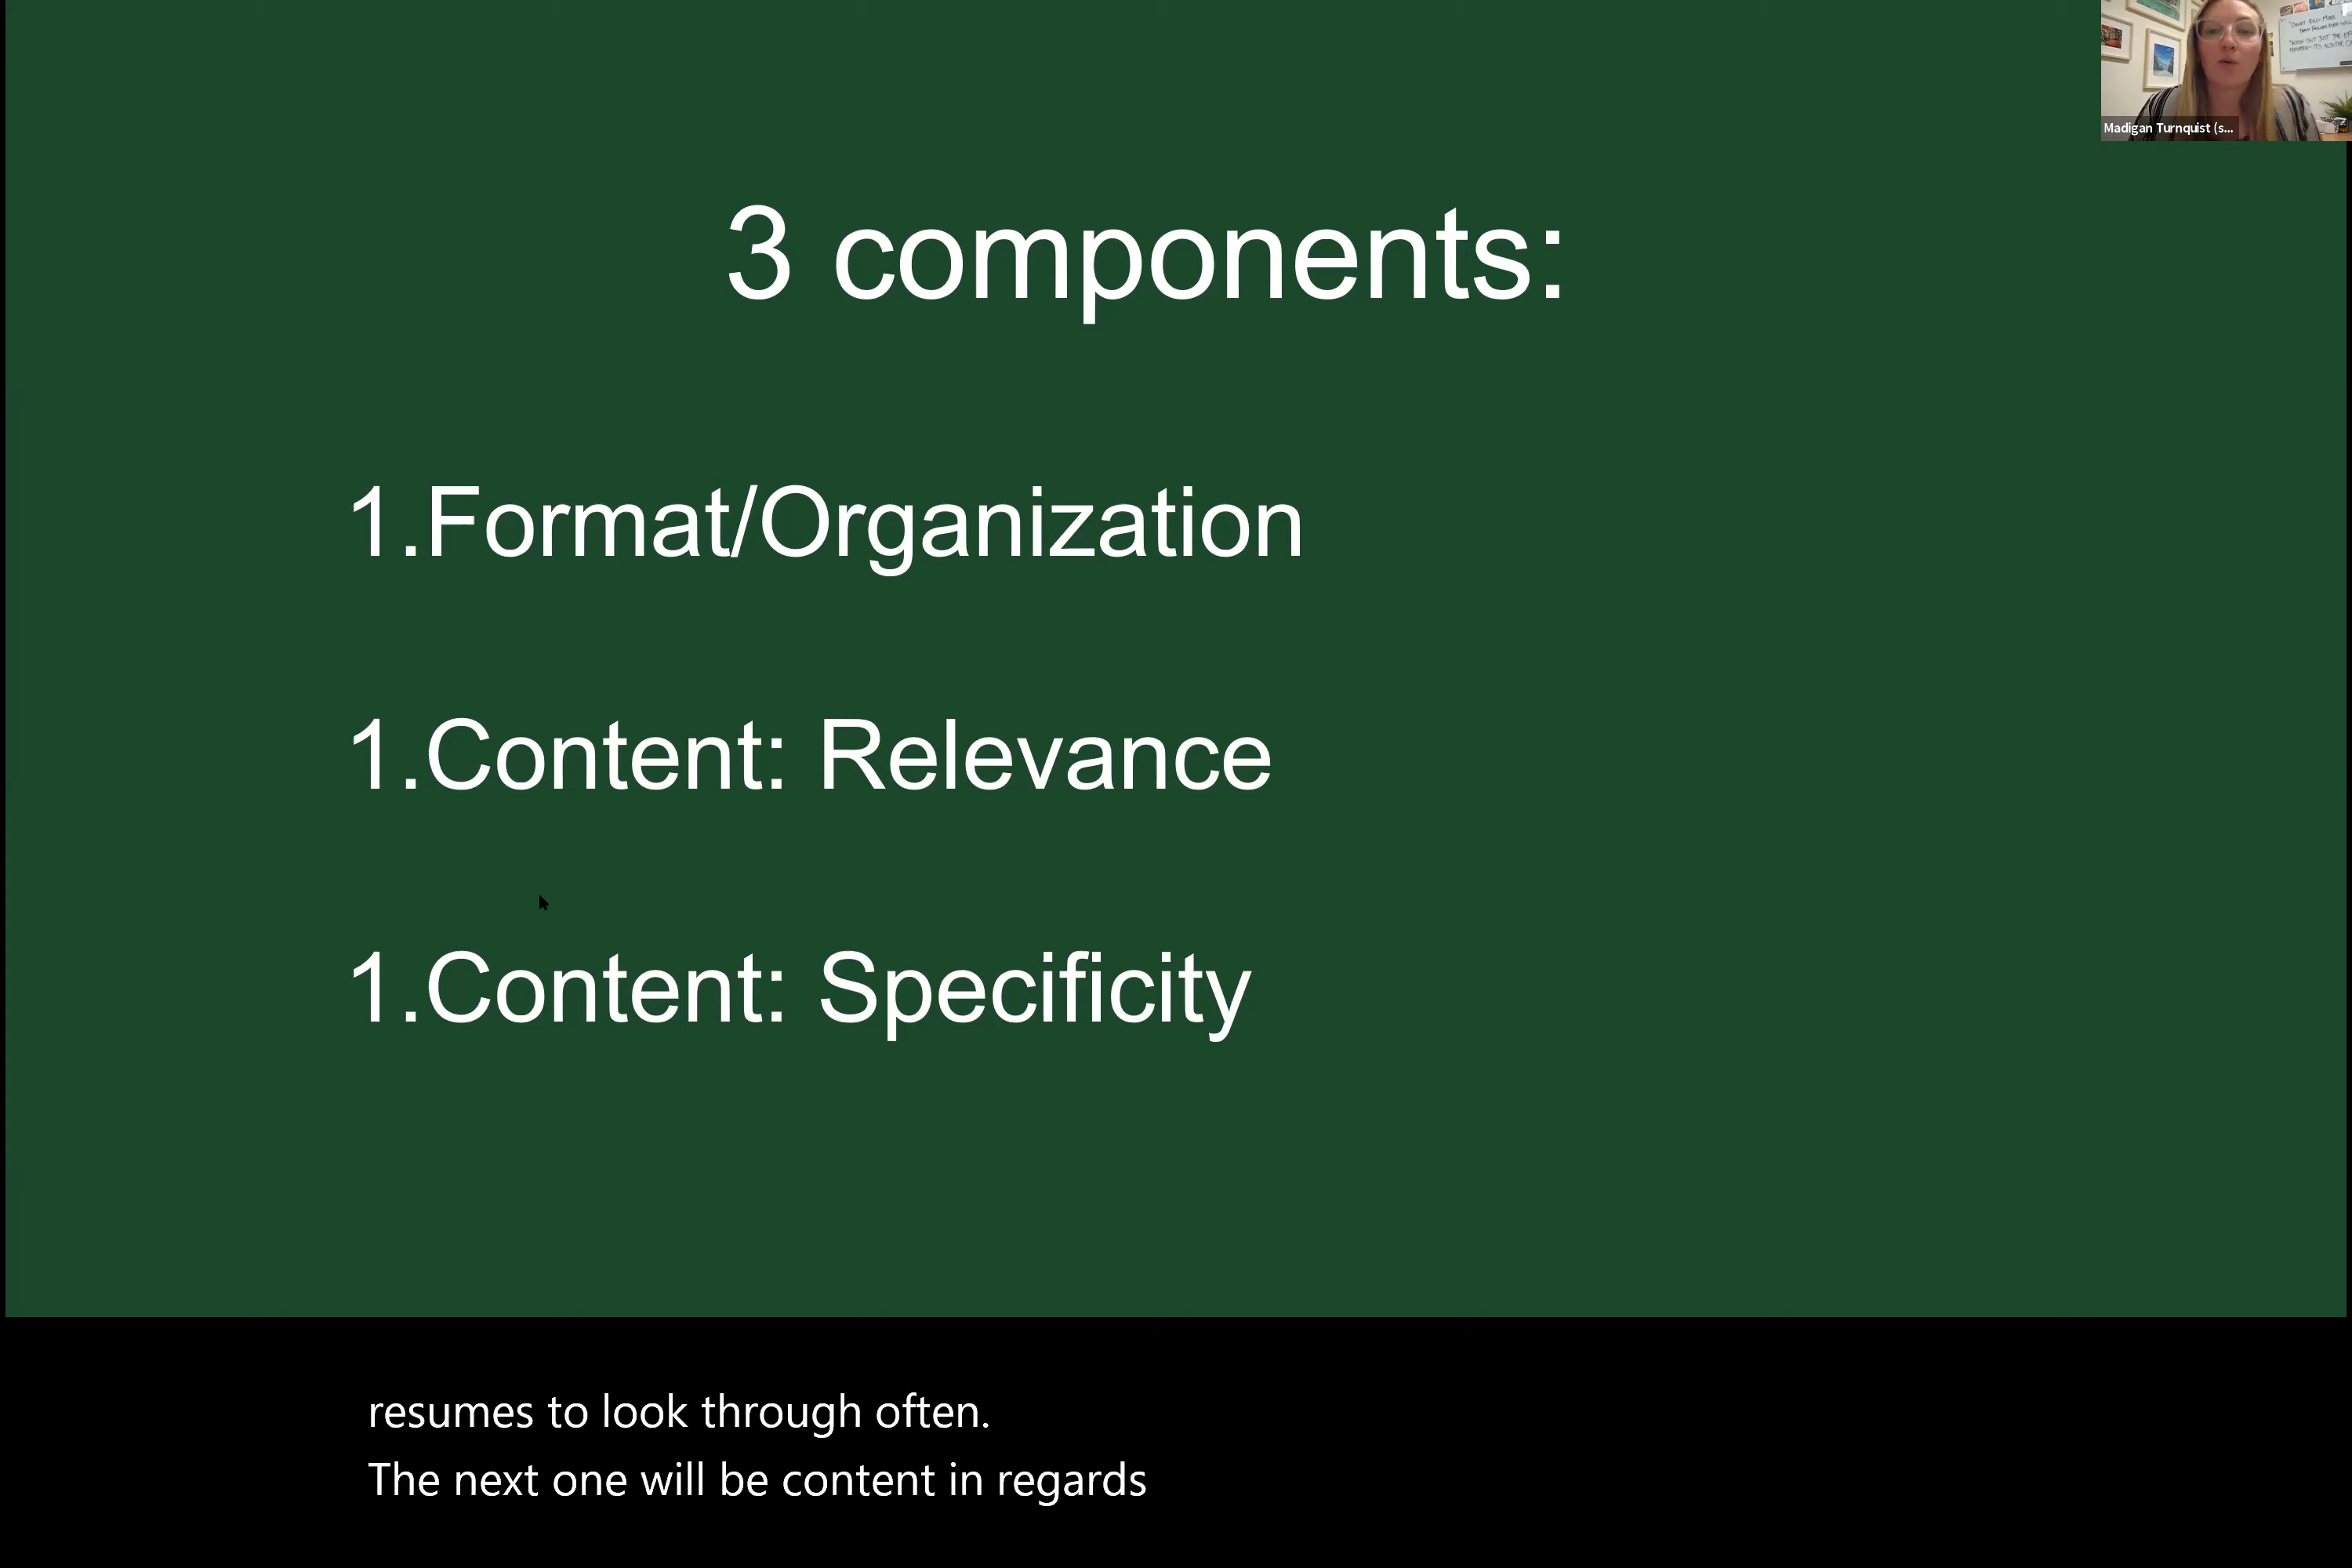 3 components:
1.Format/Organization
1.Content: Relevance
1.Content: Specificity
Madigan Turnquist (s...
resumes to look through often.
The next one will be content in regards